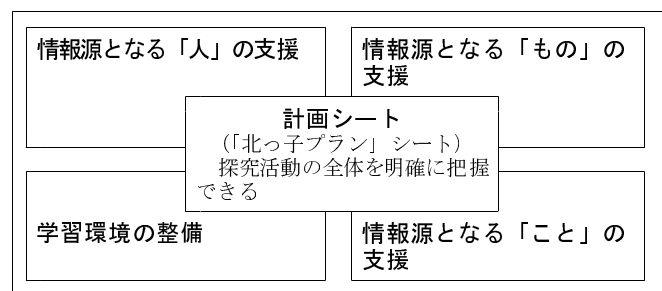 情報源となる「人」の支援
情報源となる「もの」の
支援
計画シート
（「北っ子プラン」シート）
探究活動の全体を明確に把握
できる
学習環境の整備
情報源となる「こと」の
支援